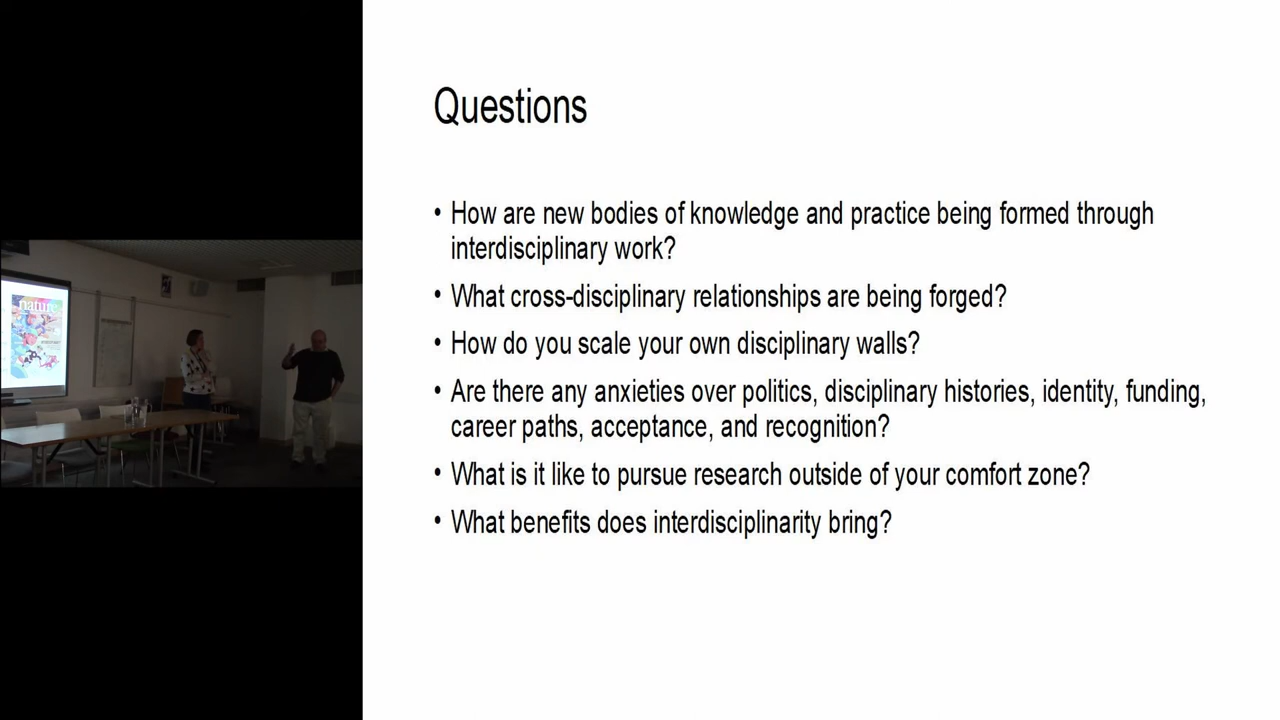 Questions
• How are new bodies of knowledge and practice being formed through
interdisciplinary work?
• What cross-disciplinary relationships are being forged?
• How do you scale your own disciplinary walls?
• Are there any anxieties over politics, disciplinary histories, identity, funding,
career paths, acceptance, and recognition?
• What is it like to pursue research outside of your comfort zone?
• What benefits does interdisciplinarity bring?